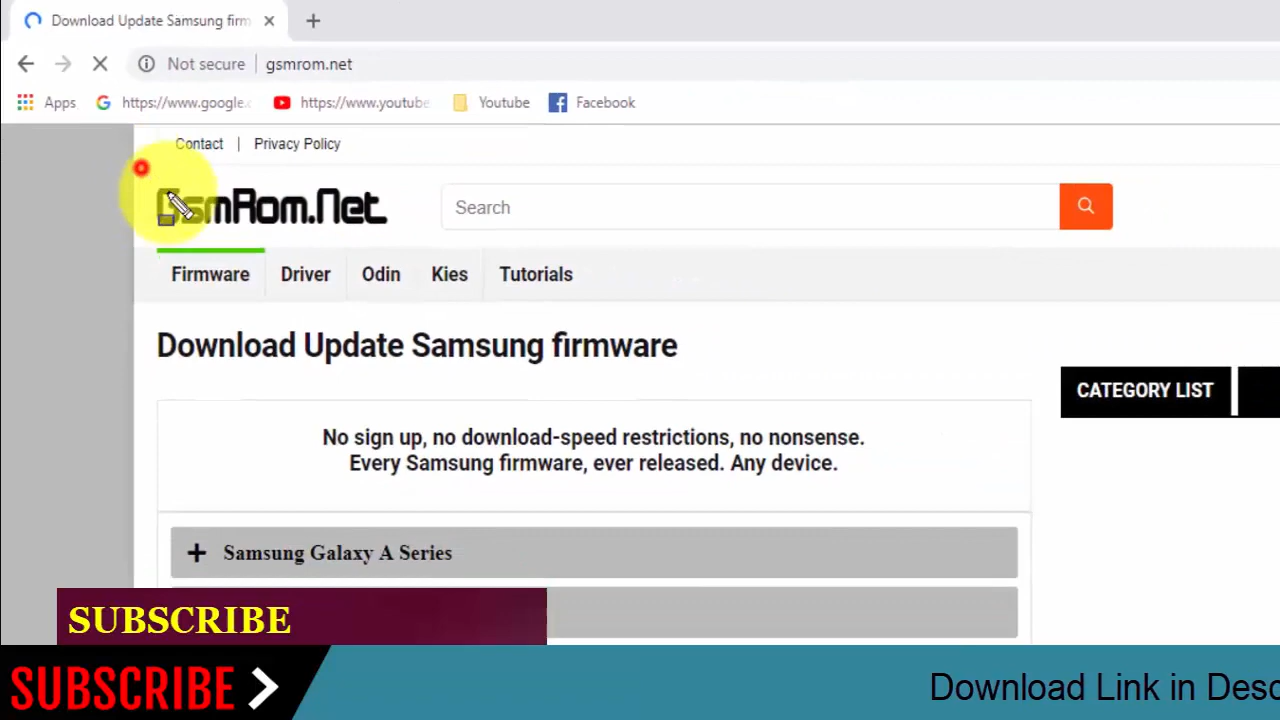 Download Update Samsung firm
Not secure
gsmrom.net
Apps
https://www.google.
https://www.youtube
Youtube
Facebook
Contact | Privacy Policy
GsmRom.Net
Search
Firmware
Driver
Odin
Kies
Tutorials
Download Update Samsung firmware
CATEGORY LIST
No sign up, no download-speed restrictions, no nonsense.
Every Samsung firmware, ever released. Any device.
+ Samsung Galaxy A Series
SUBSCRIBE
SUBSCRIBE
Download Link in Desc